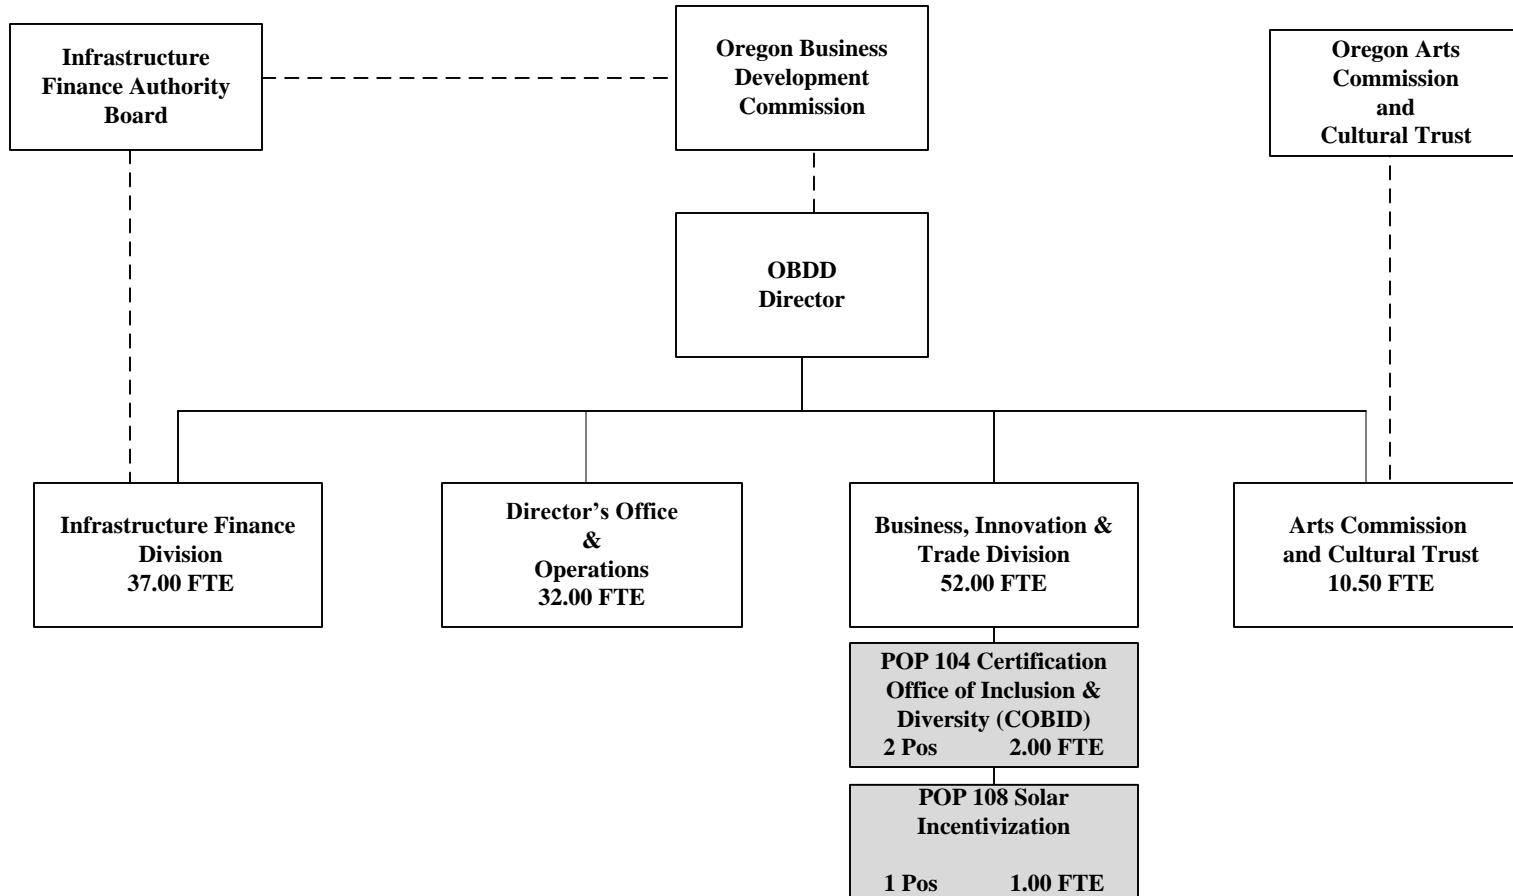 Infrastructure
Finance Authority
Board
Oregon Business
Development
Commission
Oregon Arts
Commission
and
Cultural Trust
OBDD
Director
Infrastructure Finance
Division
37.00 FTE
Director’s Office
&
Operations
32.00 FTE
Business, Innovation &
Trade Division
52.00 FTE
Arts Commission
and Cultural Trust
10.50 FTE
POP 104 Certification
Office of Inclusion &
Diversity (COBID)
2 Pos 2.00 FTE
POP 108 Solar
Incentivization
1 Pos 1.00 FTE